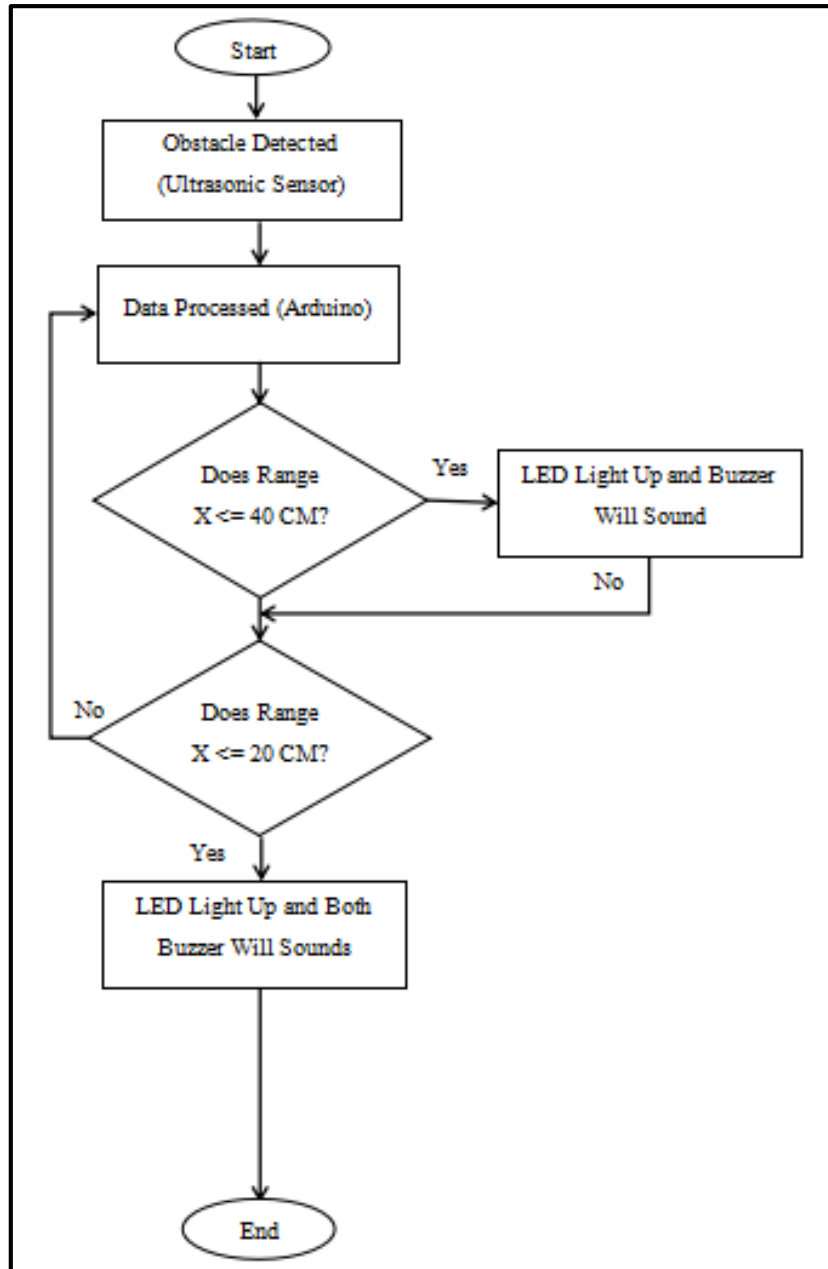 Start
Obstacle Detected
(Ultrasonic Sensor)
Data Processed (Arduino)
Does Range
X <= 40 CM?
Yes
LED Light Up and Buzzer
Will Sound
No
Does Range
X <= 20 CM?
No
Yes
LED Light Up and Both
Buzzer Will Sounds
End